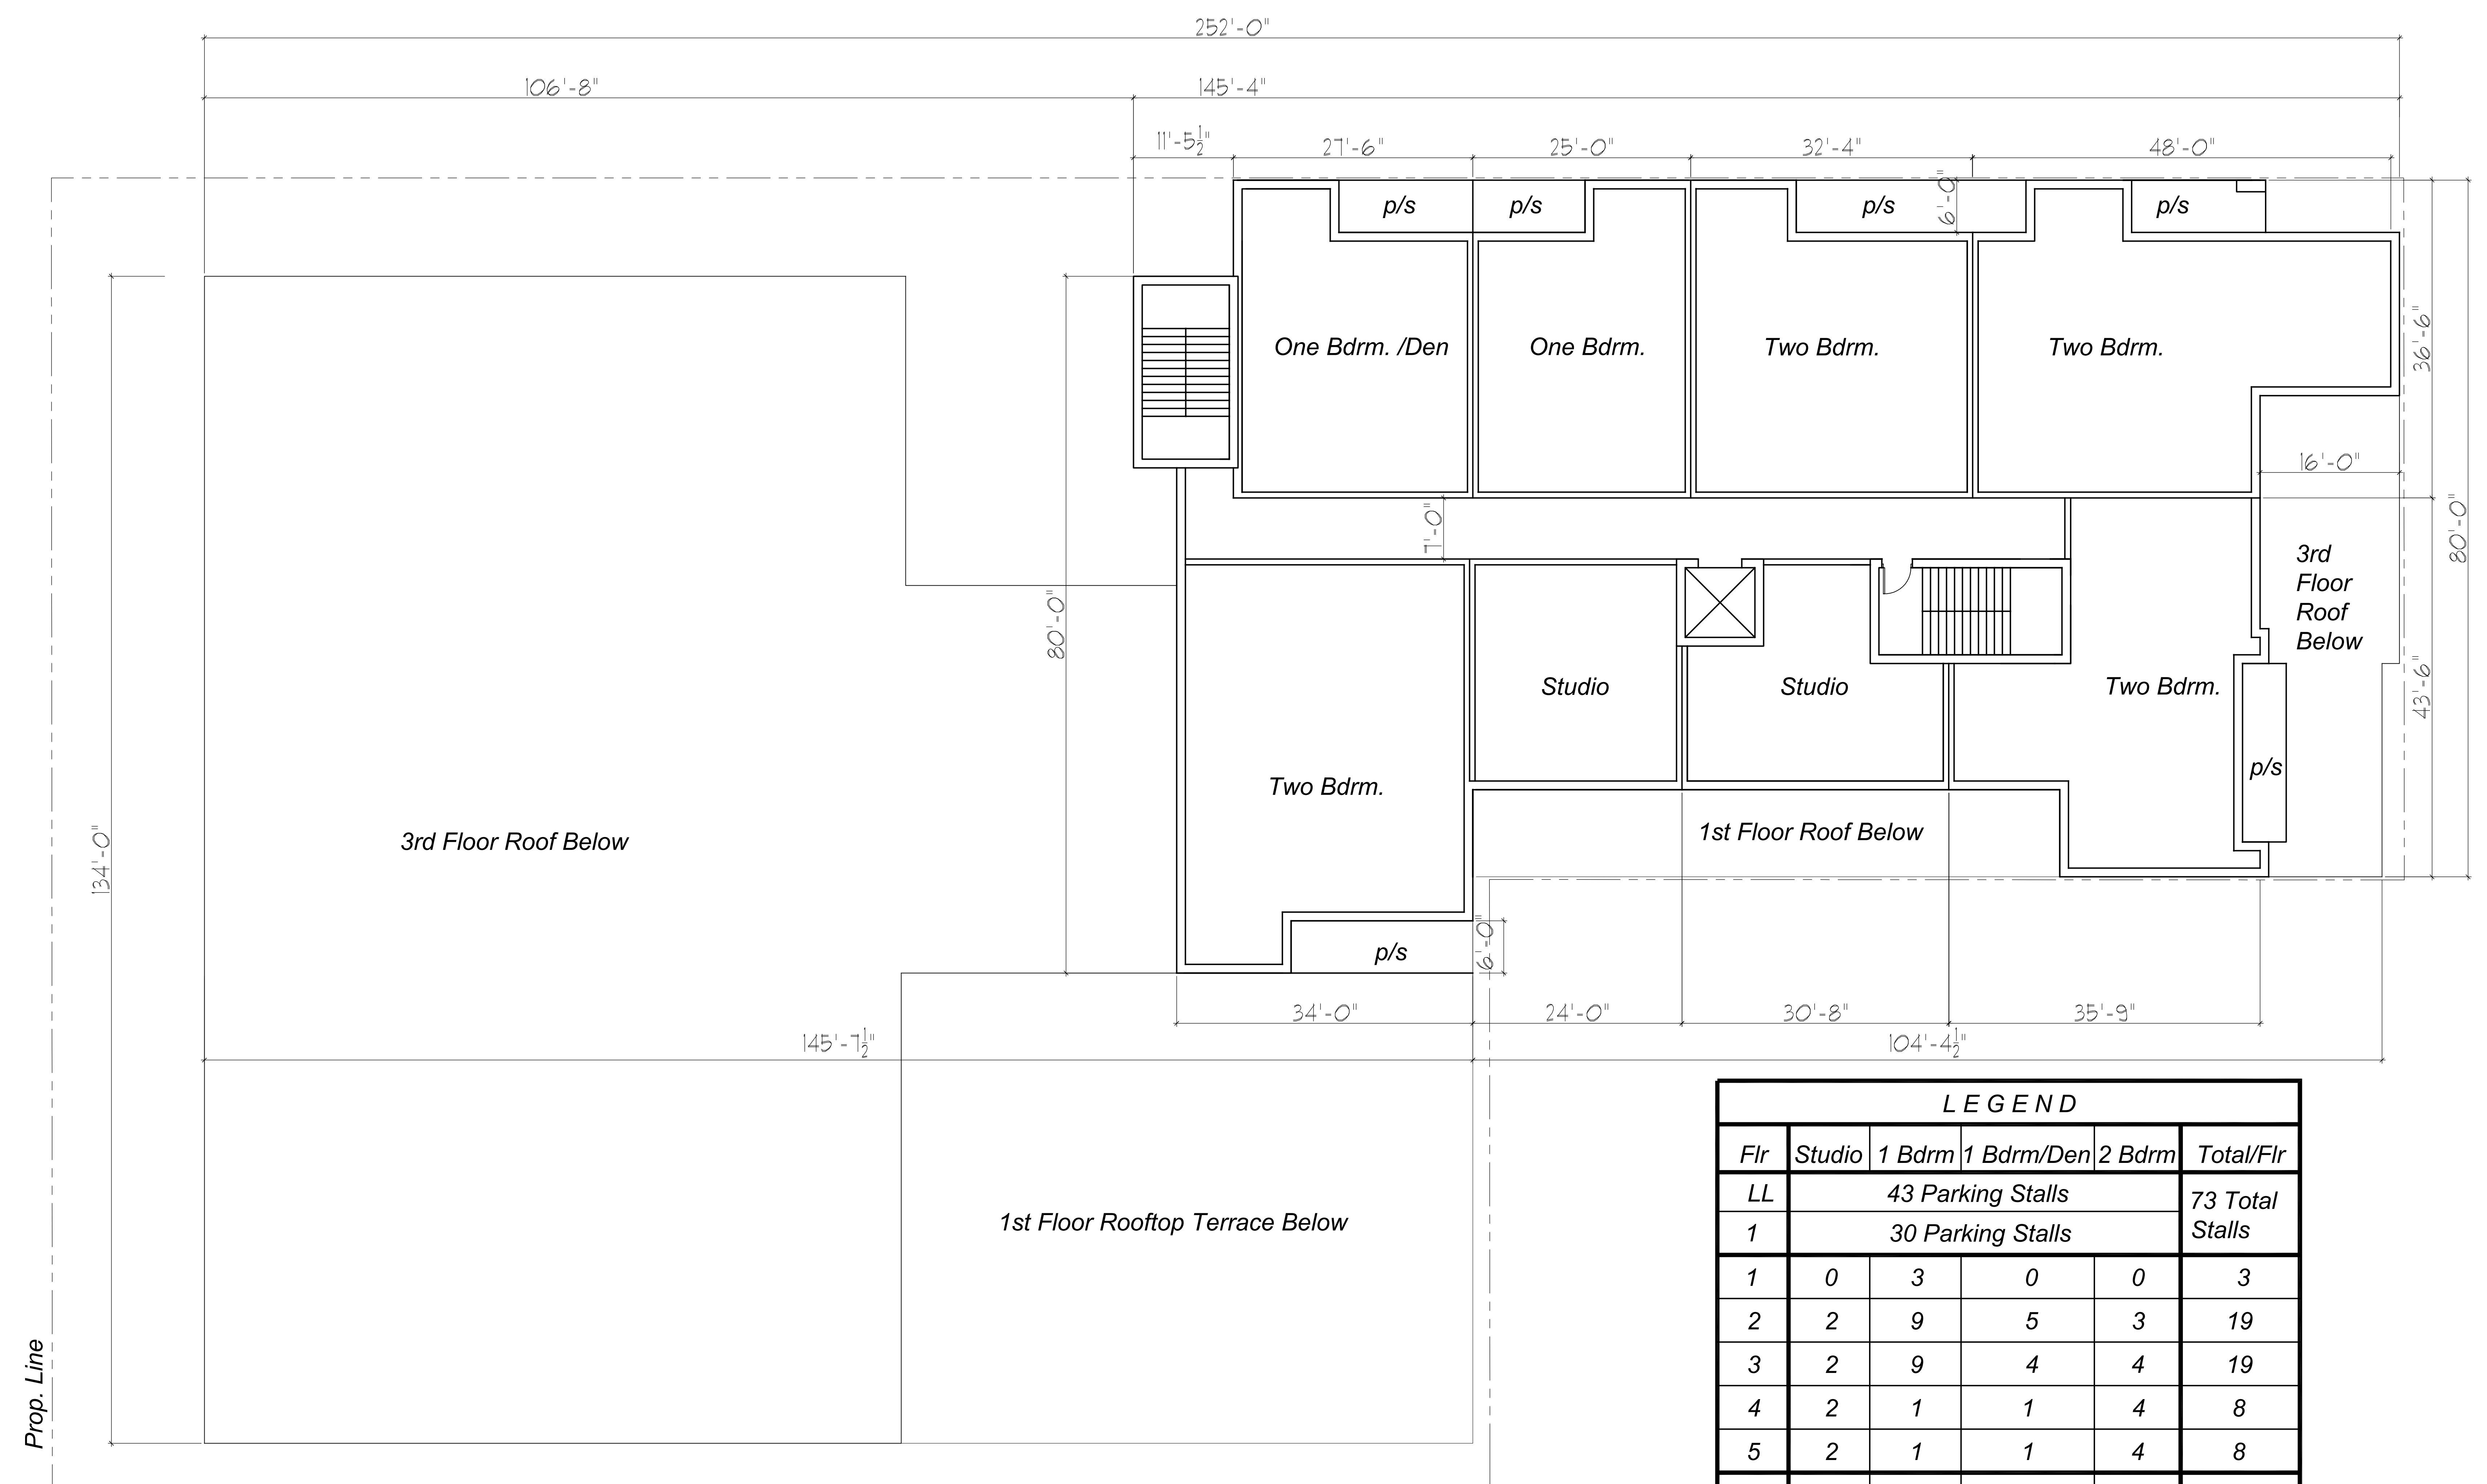 252'-0"
106'-8"
145'-4"
11'-5½"
27'-6"
25'-0"
32'-4"
48'-0"
p/s
p/s
p/s
6'-0"
p/s
One Bdrm. /Den
One Bdrm.
Two Bdrm.
Two Bdrm.
36'-6"
16'-0"
7'-0"
80'-0"
3rd
Floor
Roof
Below
80'-0"
Studio
Studio
Two Bdrm.
43'-6"
p/s
Two Bdrm.
134'-0"
3rd Floor Roof Below
1st Floor Roof Below
p/s
6'-0"
34'-0"
24'-0"
30'-8"
35'-9"
145'-7½"
104'-4½"
1st Floor Rooftop Terrace Below
Prop. Line
LEGEND
Flr Studio 1 Bdrm 1 Bdrm/Den 2 Bdrm Total/Flr
LL 43 Parking Stalls 73 Total
1 30 Parking Stalls Stalls
1 0 3 0 0 3
2 2 9 5 3 19
3 2 9 4 4 19
4 2 1 1 4 8
5 2 1 1 4 8